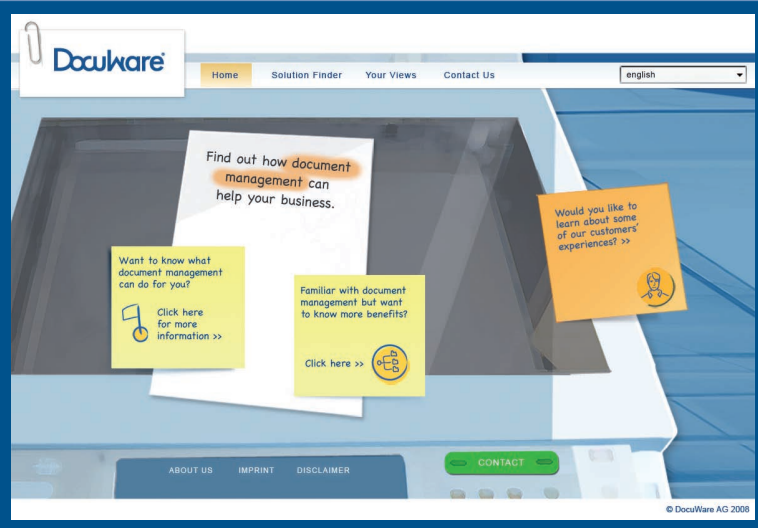 DocuWare
Home
Solution Finder
Your Views
Contact Us
english
Find out how document
management can
help your business.
Want to know what
document management
can do for you?
Click here
for more
information >>
Familiar with document
management but want
to know more benefits?
Click here >>
Would you like to
learn about some
of our customers'
experiences? >>
ABOUT US
IMPRINT
DISCLAIMER
CONTACT
© DocuWare AG 2008